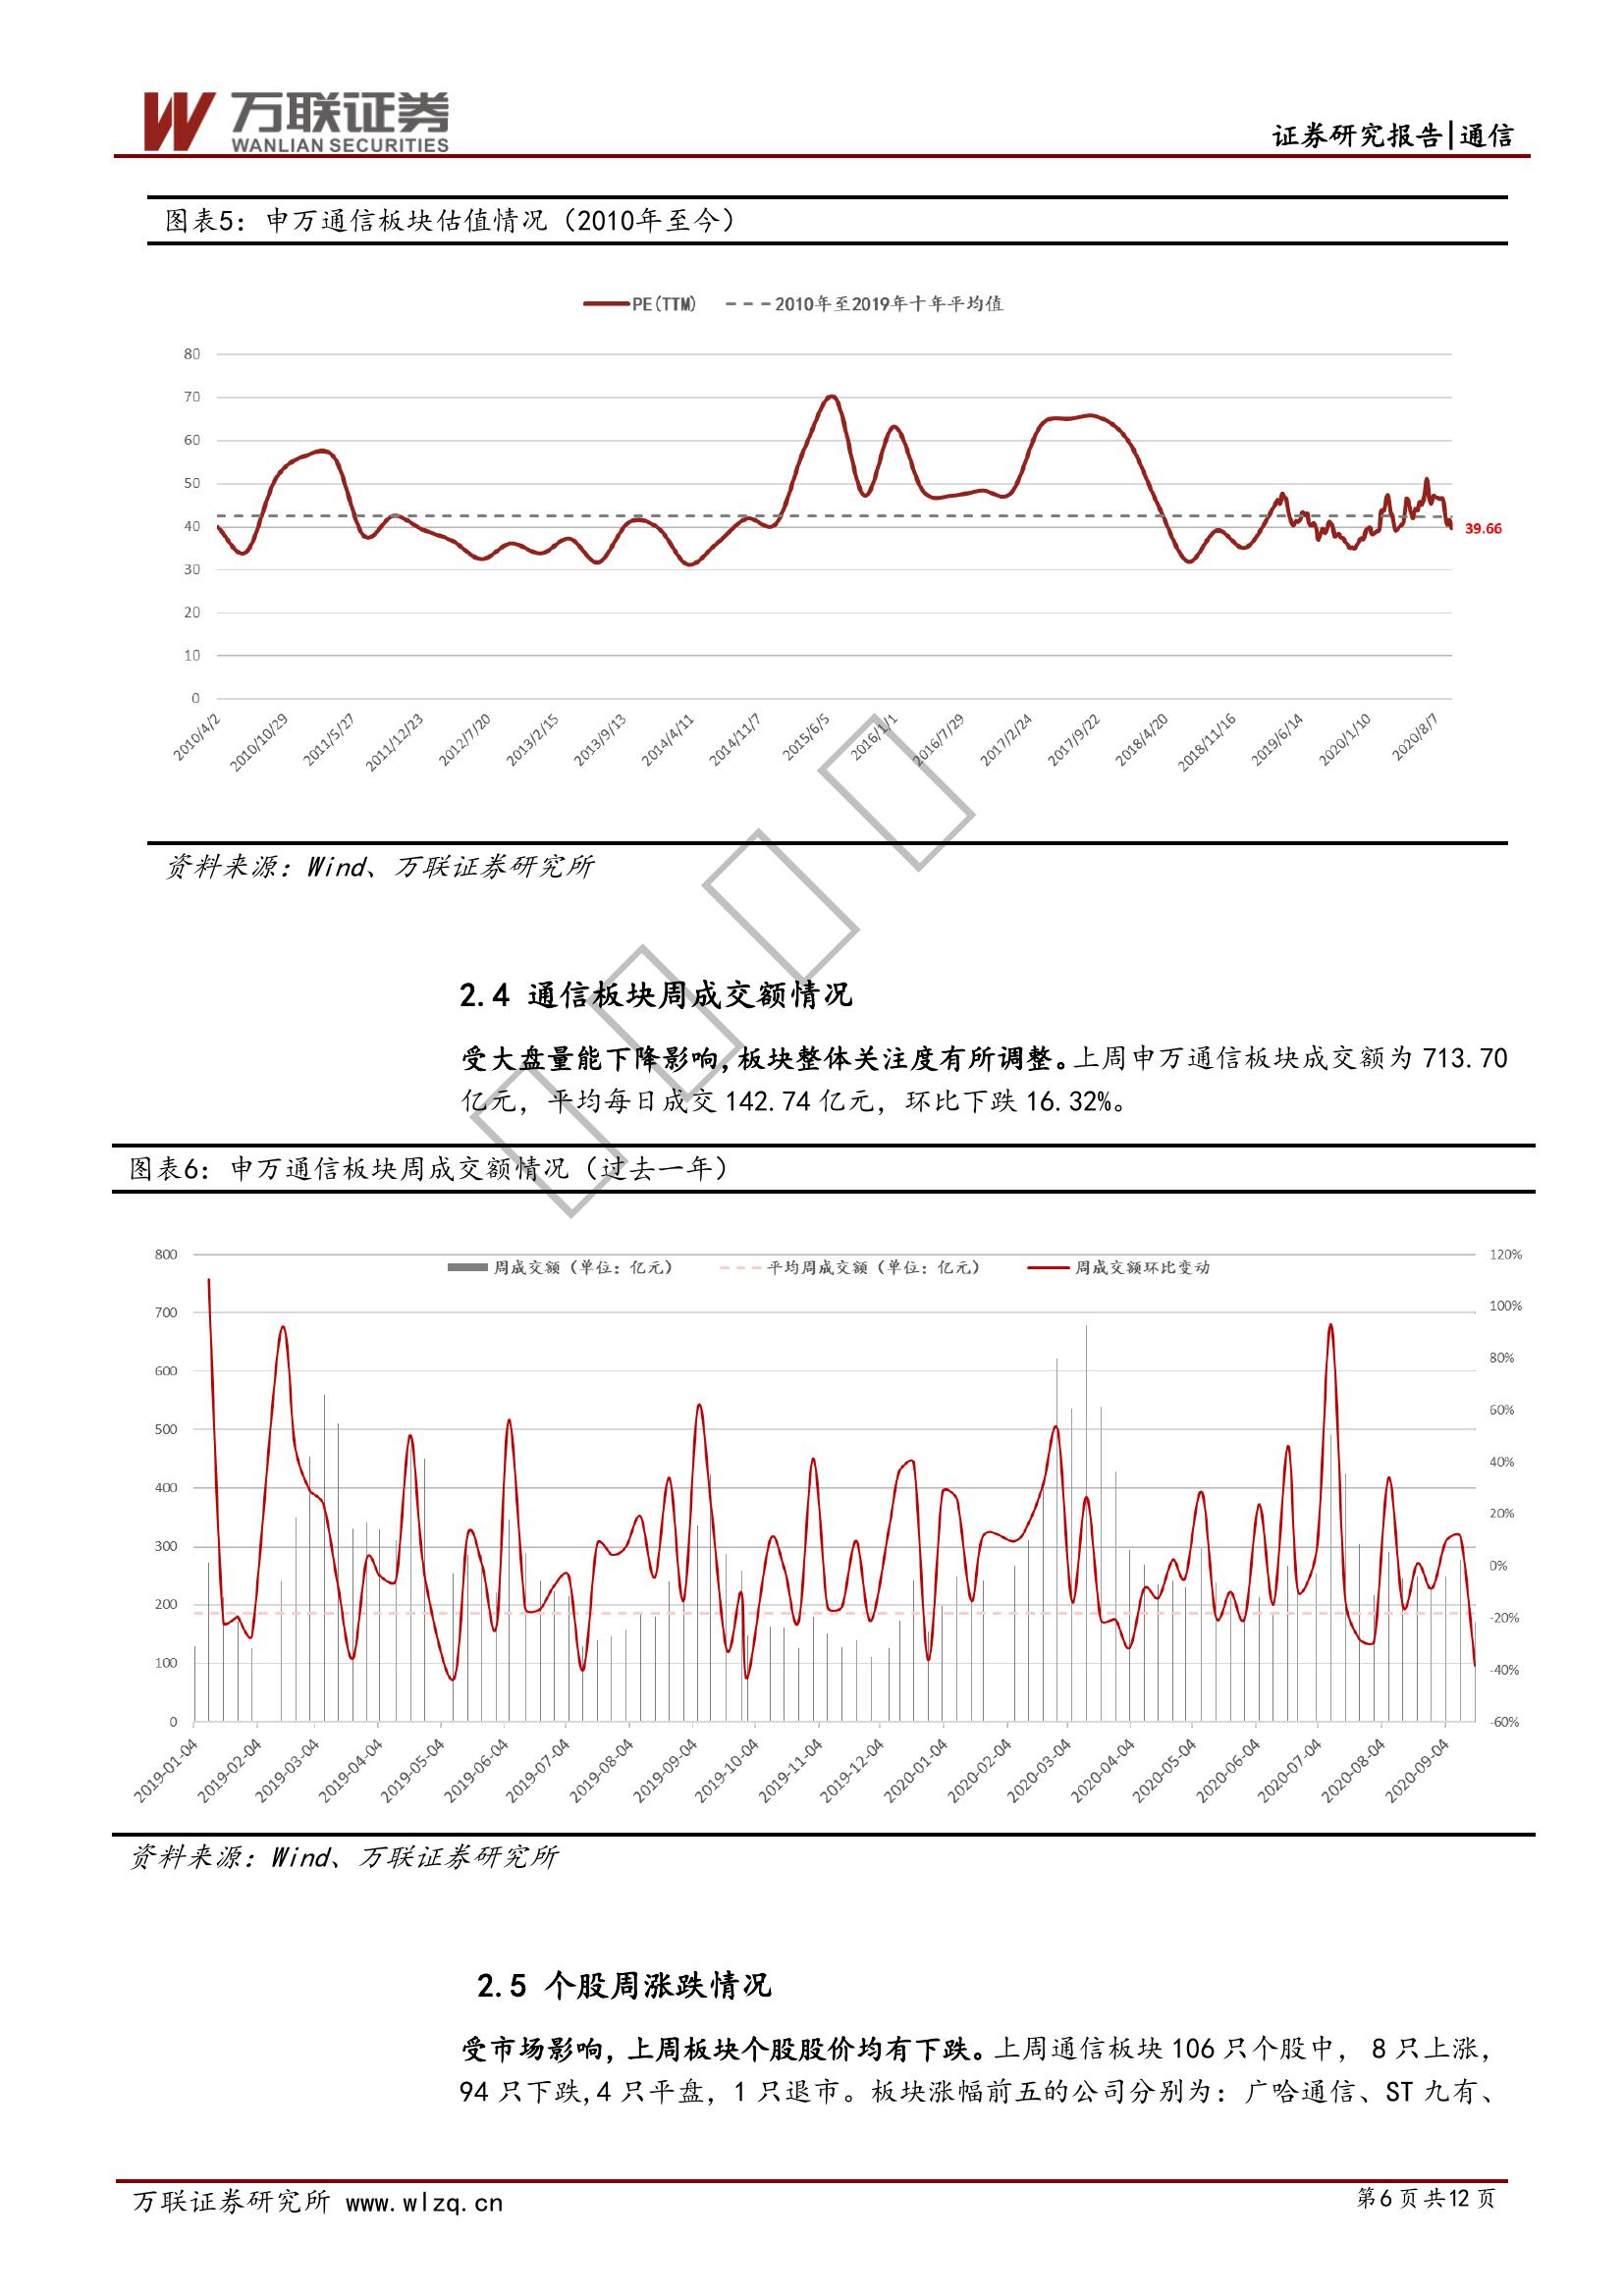 万联证券
WANLIAN SECURITIES
证券研究报告|通信
图表5：申万通信板块估值情况（2010年至今）
PE(TTM) 2010年至2019年十年平均值
80
70
60
50
40
30
20
10
0
39.66
2010/4/2 2010/10/29 2011/5/27 2011/12/23 2012/7/20 2013/2/15 2013/9/13 2014/4/11 2014/11/7 2015/6/5 2016/1/1 2016/7/29 2017/2/24 2017/9/22 2018/4/20 2018/11/16 2019/6/14 2020/1/10 2020/8/7
资料来源：Wind、万联证券研究所
2.4 通信板块周成交额情况
受大盘量能下降影响,板块整体关注度有所调整。上周申万通信板块成交额为 713.70
亿元，平均每日成交 142.74 亿元，环比下跌 16.32%。
图表6：申万通信板块周成交额情况（过去一年）
周成交额（单位：亿元） 平均周成交额（单位：亿元） 周成交额环比变动
800 120%
700 100%
600 80%
500 60%
400 40%
300 20%
200 0%
100 -20%
0 -40%
-60%
2019-01-04 2019-02-04 2019-03-04 2019-04-04 2019-05-04 2019-06-04 2019-07-04 2019-08-04 2019-09-04 2019-10-04 2019-11-04 2019-12-04 2020-01-04 2020-02-04 2020-03-04 2020-04-04 2020-05-04 2020-06-04 2020-07-04 2020-08-04 2020-09-04
资料来源：Wind、万联证券研究所
2.5 个股周涨跌情况
受市场影响，上周板块个股股价均有下跌。上周通信板块 106 只个股中， 8 只上涨，
94 只下跌,4 只平盘，1 只退市。板块涨幅前五的公司分别为：广哈通信、ST 九有、
万联证券研究所 www.wlzq.cn
第 6 页 共 12 页